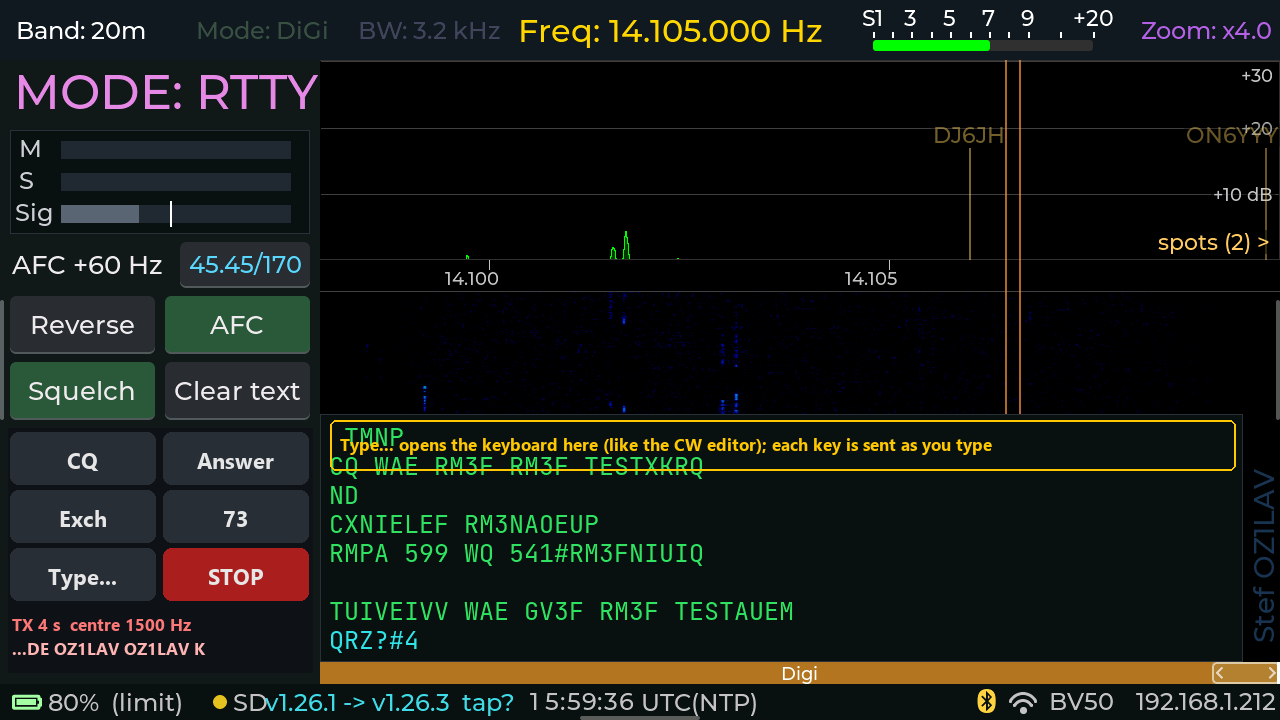 Band: 20m
Mode: DiGi
BW: 3.2 kHz
Freq: 14.105.000 Hz
S1 3 5 7 9 +20
Zoom: x4.0
MODE: RTTY
M
S
Sig
AFC +60 Hz
45.45/170
Reverse
AFC
Squelch
Clear text
CQ
Answer
Exch
73
Type...
STOP
TX 4 s centre 1500 Hz
...DE OZ1LAV OZ1LAV K
+30
+20
+10 dB
DJ6JH
ON6YYY
spots (2) >
14.100
14.105
TMNP
Type... opens the keyboard here (like the CW editor); each key is sent as you type
CQ WAE RM3F RM3F TESTXKRQ
ND
CXNIELEF RM3NAOEUP
RMPA 599 WQ 541#RM3FNIUIQ
TUIVEIVV WAE GV3F RM3F TESTAUEM
QRZ?#4
Stef OZ1LAV
Digi
80% (limit)
SD
v1.26.1 -> v1.26.3 tap?
15:59:36 UTC(NTP)
BV50
192.168.1.212